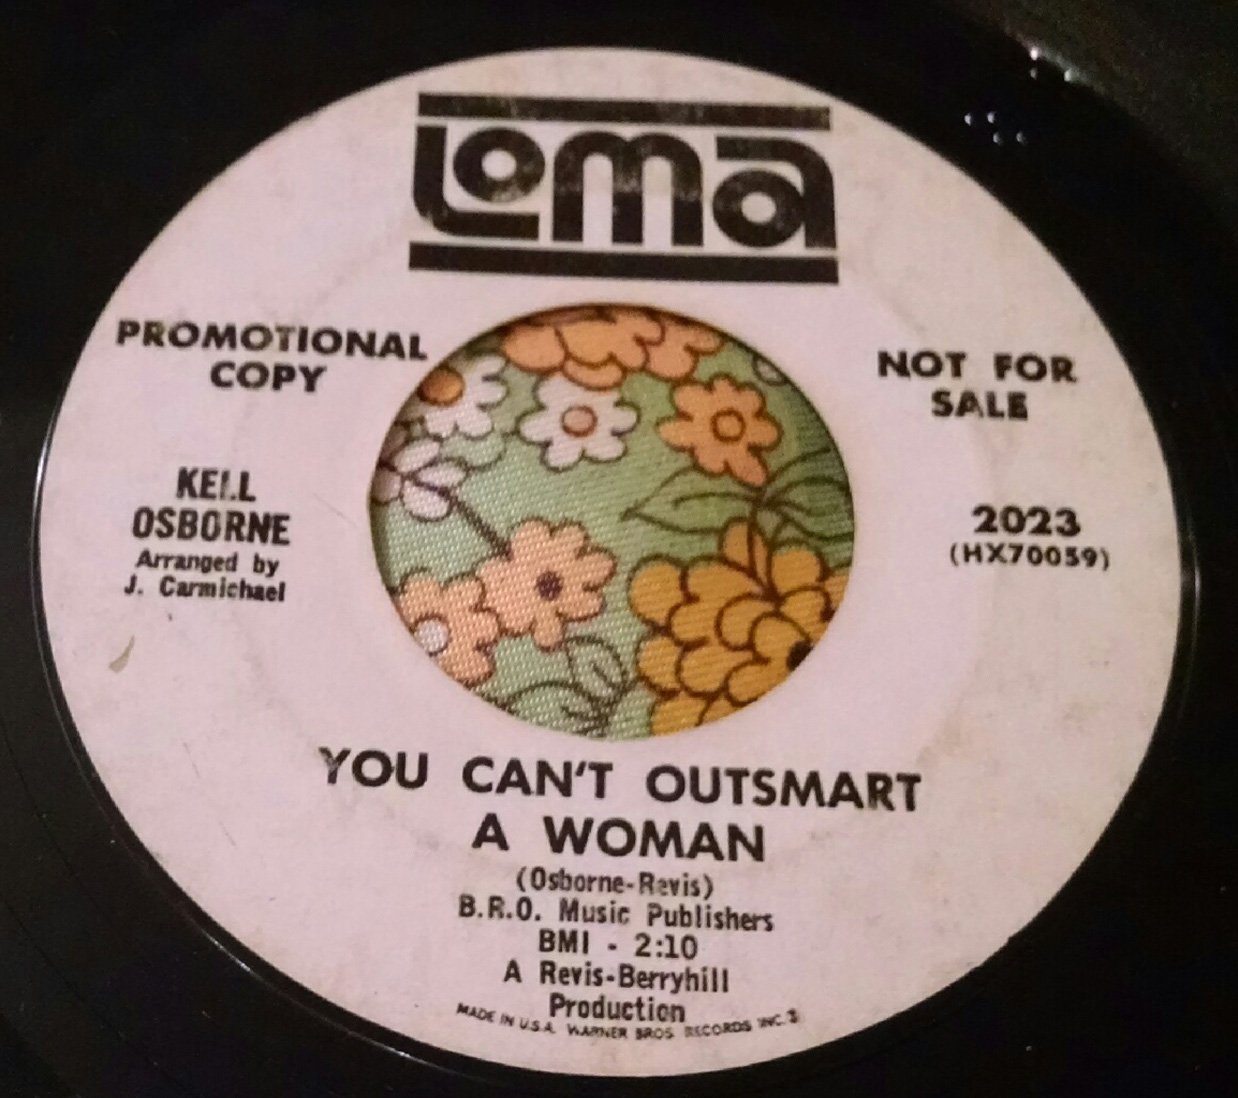 Loma
PROMOTIONAL
COPY
NOT FOR
SALE
KELL
OSBORNE
Arranged by
J. Carmichael
2023
(HX70059)
YOU CAN'T OUTSMART
A WOMAN
(Osborne-Revis)
B.R.O. Music Publishers
BMI - 2:10
A Revis-Berryhill
Production
MADE IN U.S.A. WARNER BROS. RECORDS INC.